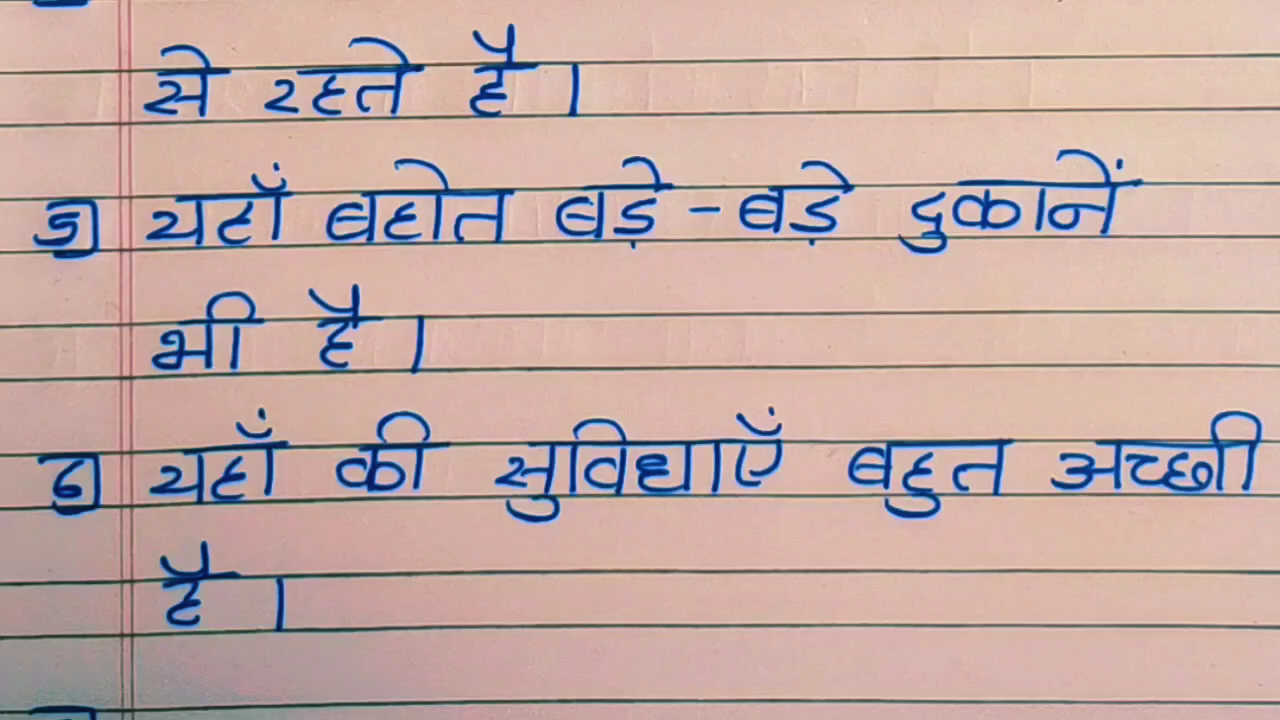 से रहते है।
5) यहाँ बहोत बड़े-बड़े दुकानें
भी है।
6) यहाँ की सुविधाएँ बहुत अच्छी
है।